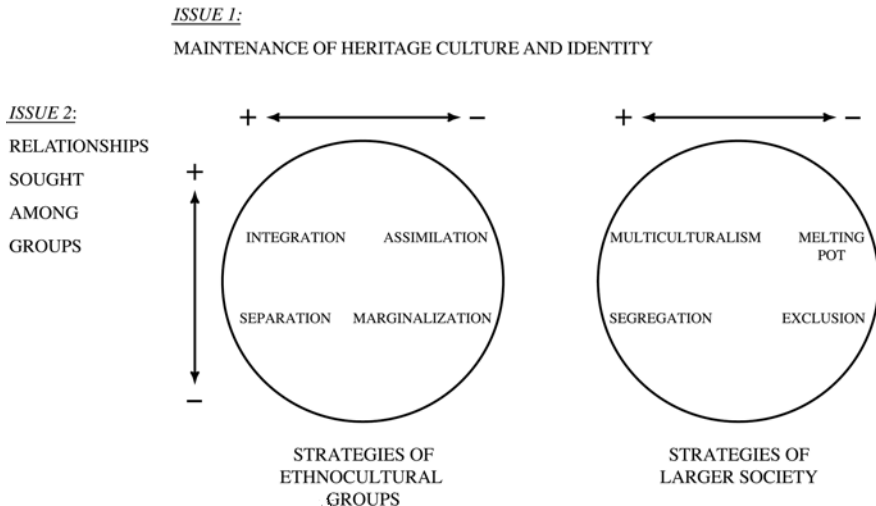 ISSUE 1:
MAINTENANCE OF HERITAGE CULTURE AND IDENTITY
ISSUE 2:
RELATIONSHIPS
SOUGHT
AMONG
GROUPS
+ −
+ −
+
−
INTEGRATION ASSIMILATION
SEPARATION MARGINALIZATION
MULTICULTURALISM MELTING
POT
SEGREGATION EXCLUSION
STRATEGIES OF
ETHNOCULTURAL
GROUPS
STRATEGIES OF
LARGER SOCIETY